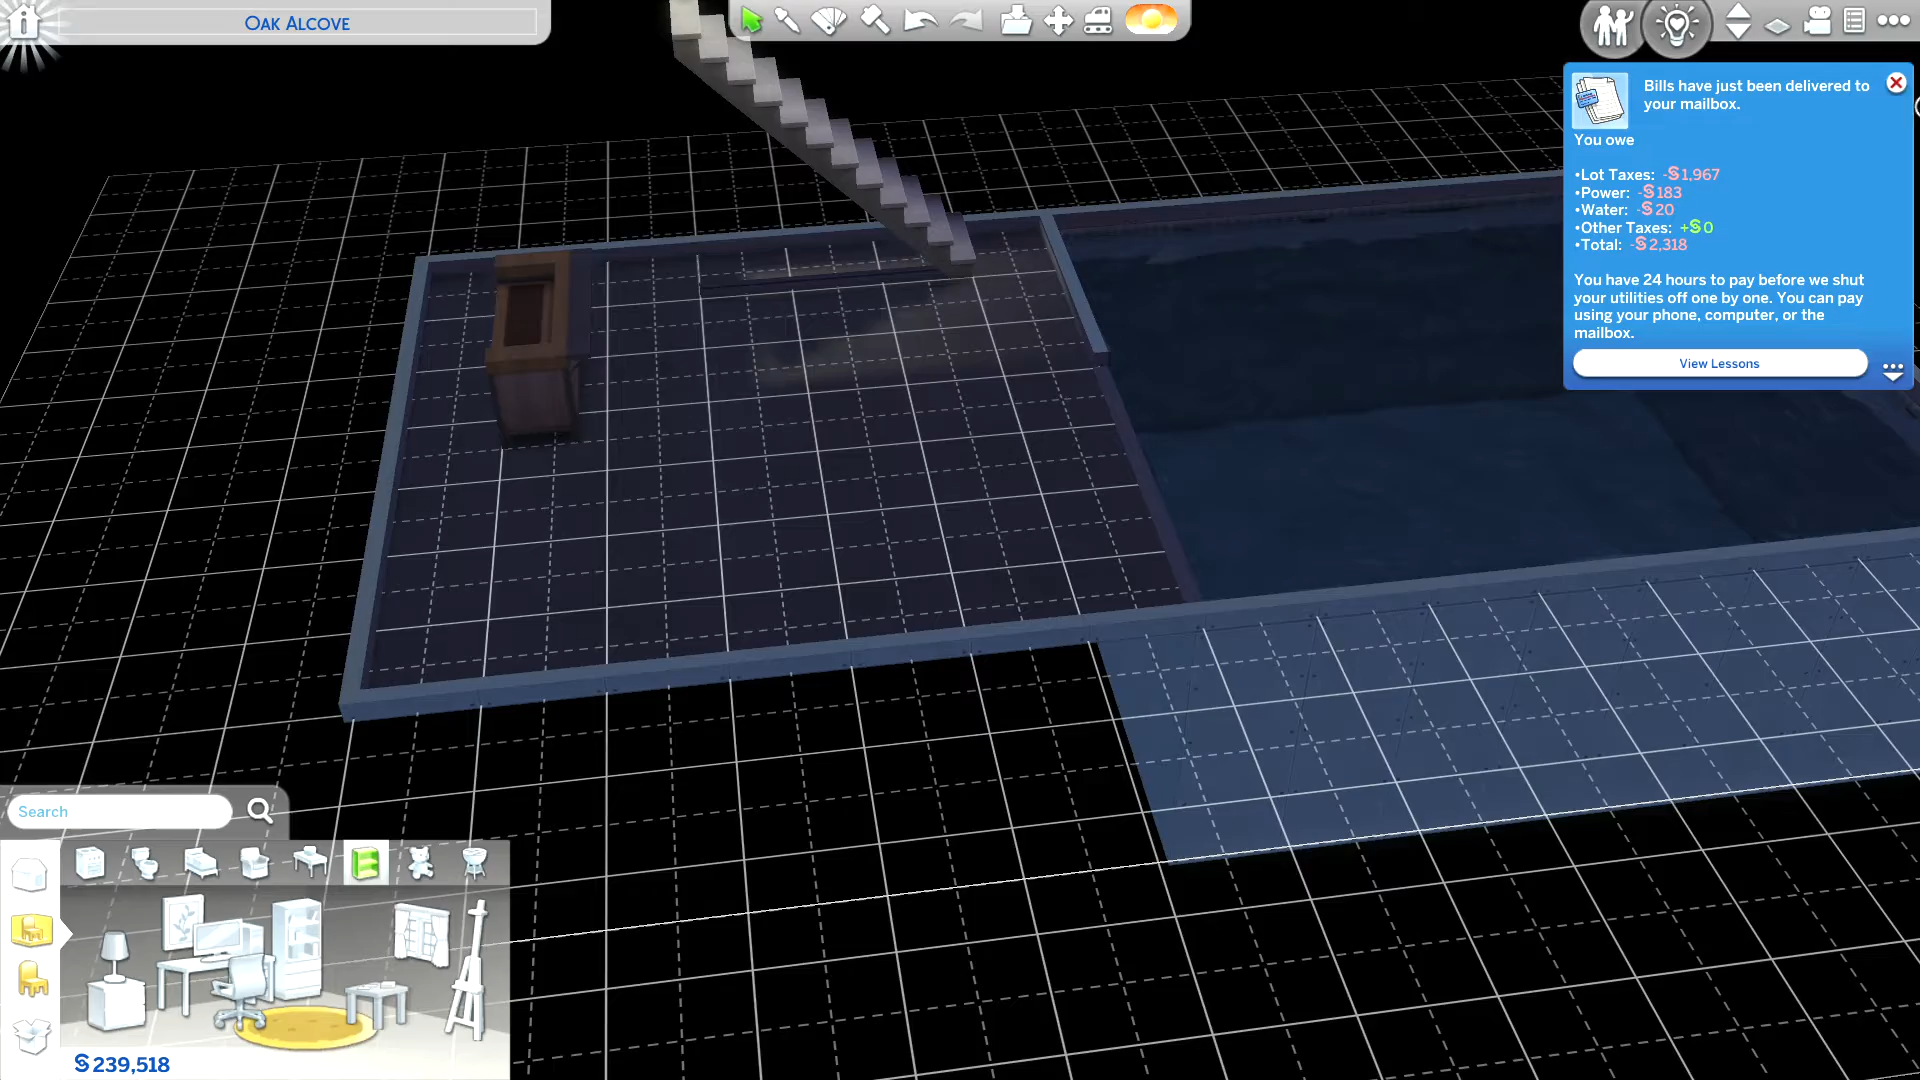 OAK ALCOVE
Bills have just been delivered to
your mailbox.
You owe
•Lot Taxes: -§1,967
•Power: -§183
•Water: -§20
•Other Taxes: +§0
•Total: -§2,318
You have 24 hours to pay before we shut
your utilities off one by one. You can pay
using your phone, computer, or the
mailbox.
View Lessons
Search
§239,518